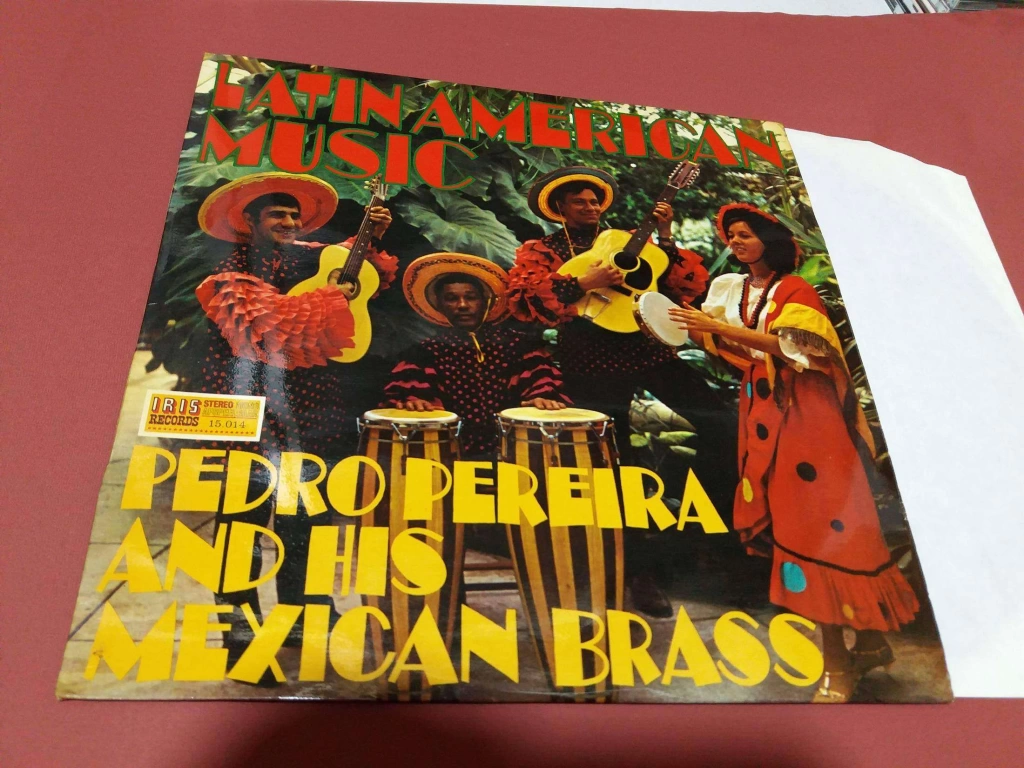 LATIN AMERICAN
MUSIC
IRIS
RECORDS
STEREO
15 014
PEDRO PEREIRA
AND HIS
MEXICAN BRASS